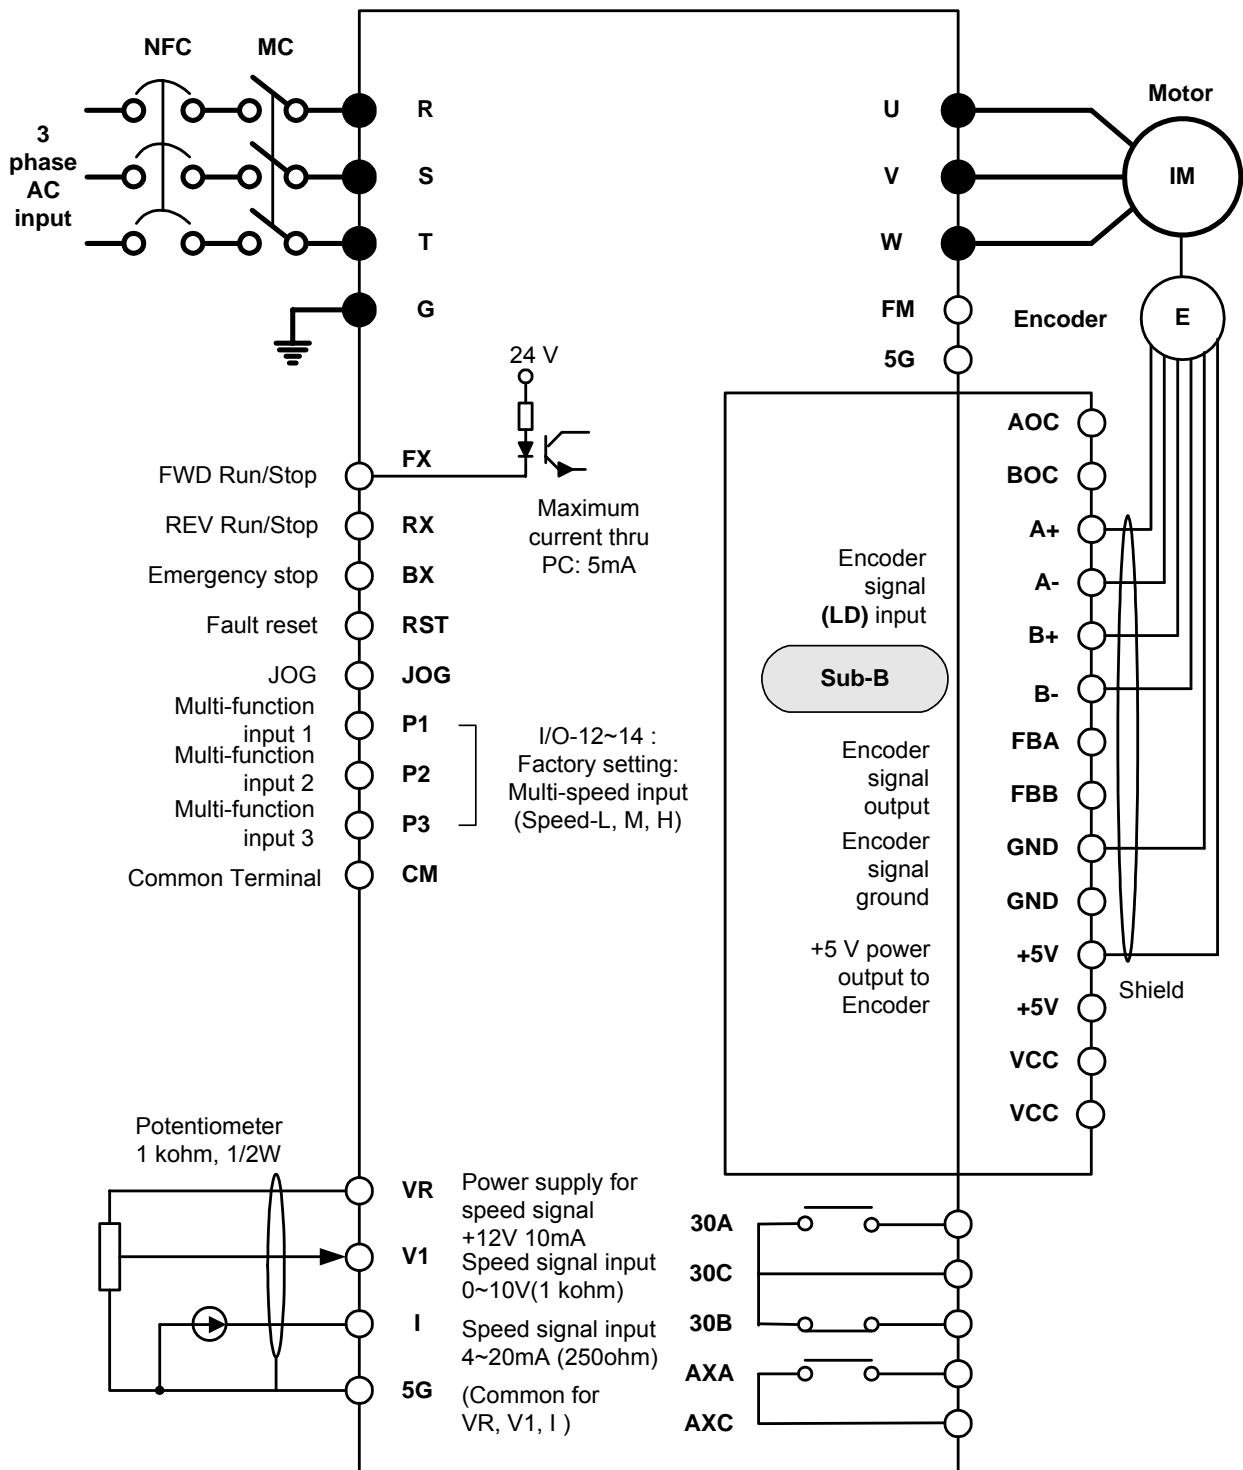 NFC
MC
3
phase
AC
input
R
S
T
G
U
V
W
FM
5G
Motor
IM
Encoder
E
24 V
FWD Run/Stop
FX
REV Run/Stop
RX
Emergency stop
BX
Fault reset
RST
JOG
JOG
Multi-function
input 1
P1
Multi-function
input 2
P2
Multi-function
input 3
P3
Common Terminal
CM
Maximum
current thru
PC: 5mA
I/O-12~14 :
Factory setting:
Multi-speed input
(Speed-L, M, H)
Encoder
signal
(LD) input
Sub-B
Encoder
signal
output
Encoder
signal
ground
+5 V power
output to
Encoder
AOC
BOC
A+
A-
B+
B-
FBA
FBB
GND
GND
+5V
+5V
VCC
VCC
Shield
Potentiometer
1 kohm, 1/2W
VR
Power supply for
speed signal
+12V 10mA
V1
Speed signal input
0~10V(1 kohm)
I
Speed signal input
4~20mA (250ohm)
5G
(Common for
VR, V1, I )
30A
30C
30B
AXA
AXC